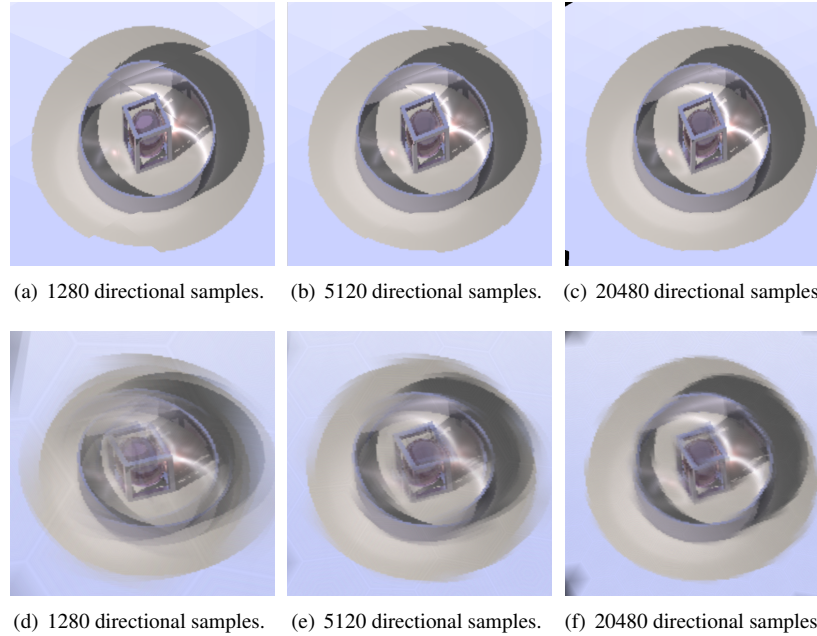 (a) 1280 directional samples.
(b) 5120 directional samples.
(c) 20480 directional samples
(d) 1280 directional samples.
(e) 5120 directional samples.
(f) 20480 directional samples